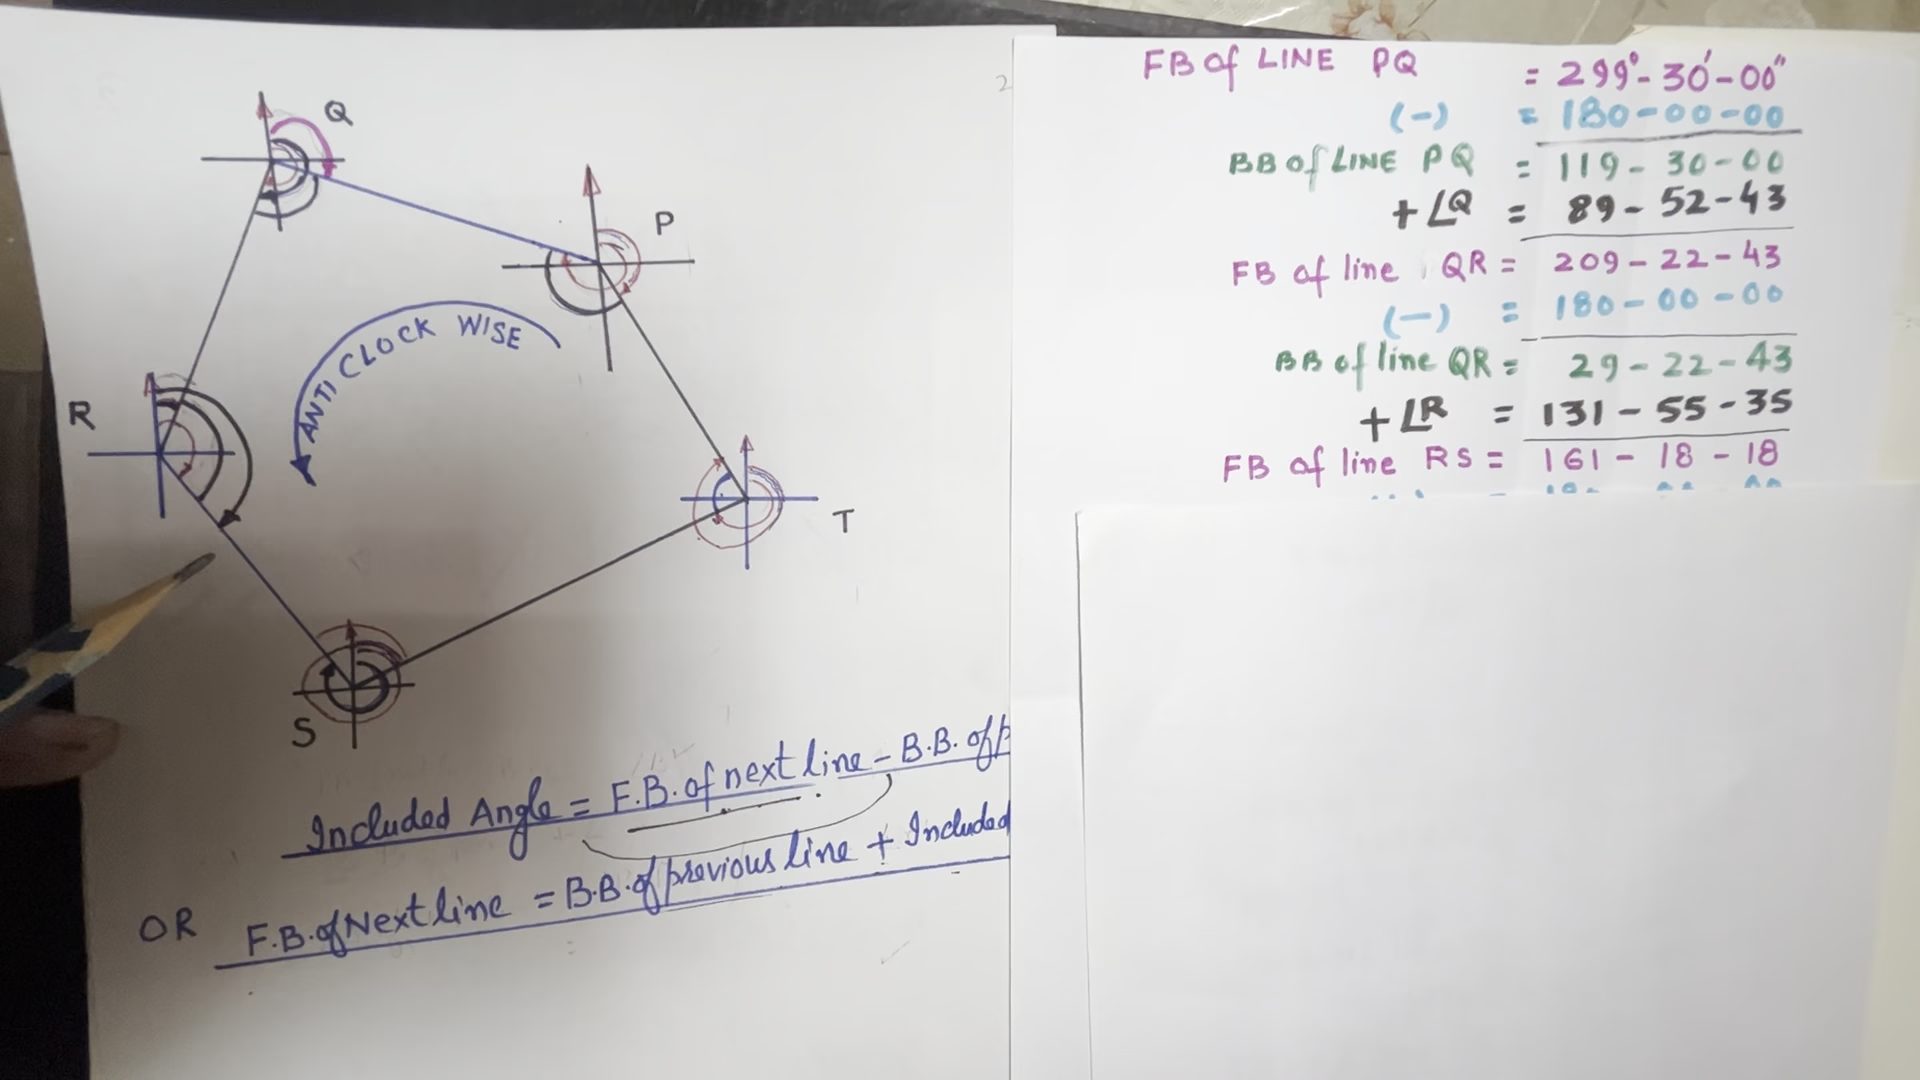 Q
P
ANTI CLOCK WISE
R
T
S
Included Angle = F.B. of next line - B.B. of
OR F.B. of Next line = B.B. of previous line + Included
2
FB of LINE PQ = 299°- 30'- 00"
(-) = 180-00-00
BB of LINE PQ = 119- 30-00
+∠Q = 89- 52-43
FB of line QR = 209-22-43
(-) = 180-00-00
BB of line QR = 29-22-43
+∠R = 131-55-35
FB of line RS = 161-18-18